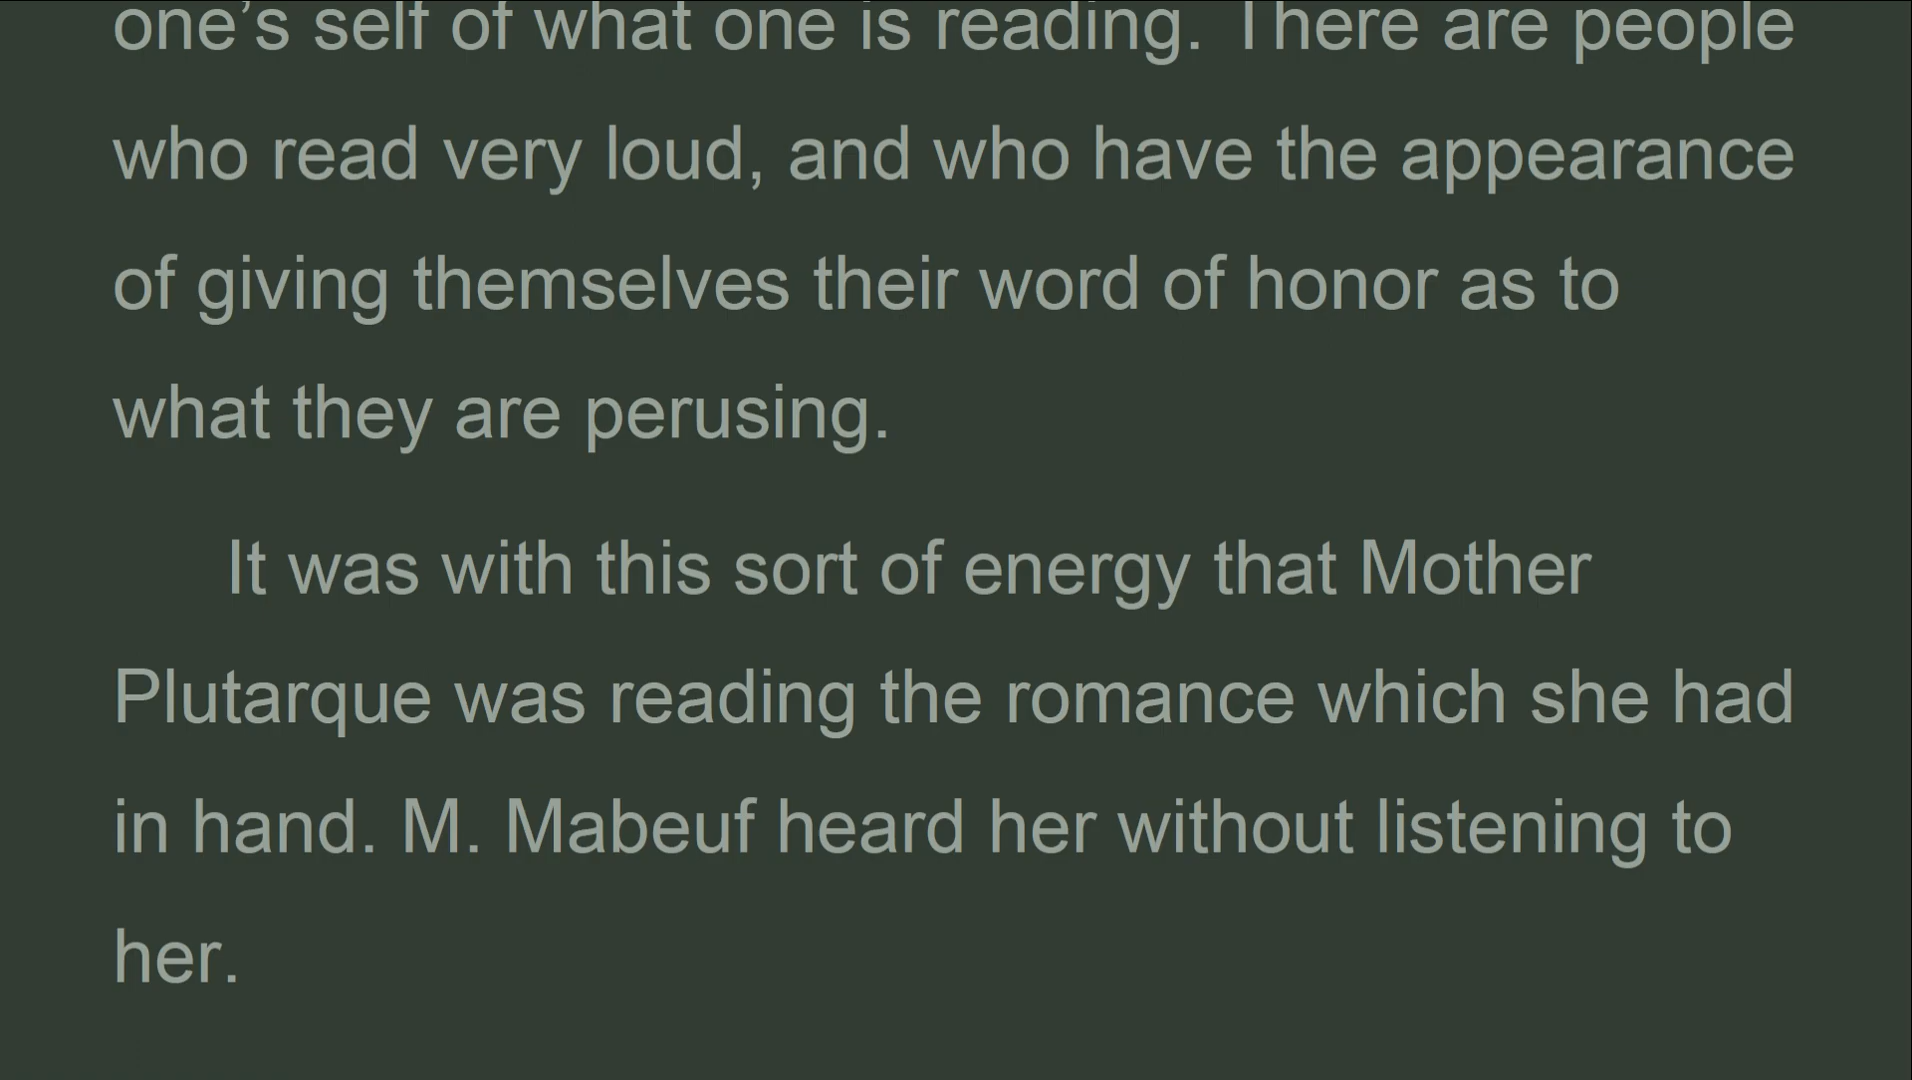 one’s self of what one is reading. There are people
who read very loud, and who have the appearance
of giving themselves their word of honor as to
what they are perusing.
It was with this sort of energy that Mother
Plutarque was reading the romance which she had
in hand. M. Mabeuf heard her without listening to
her.